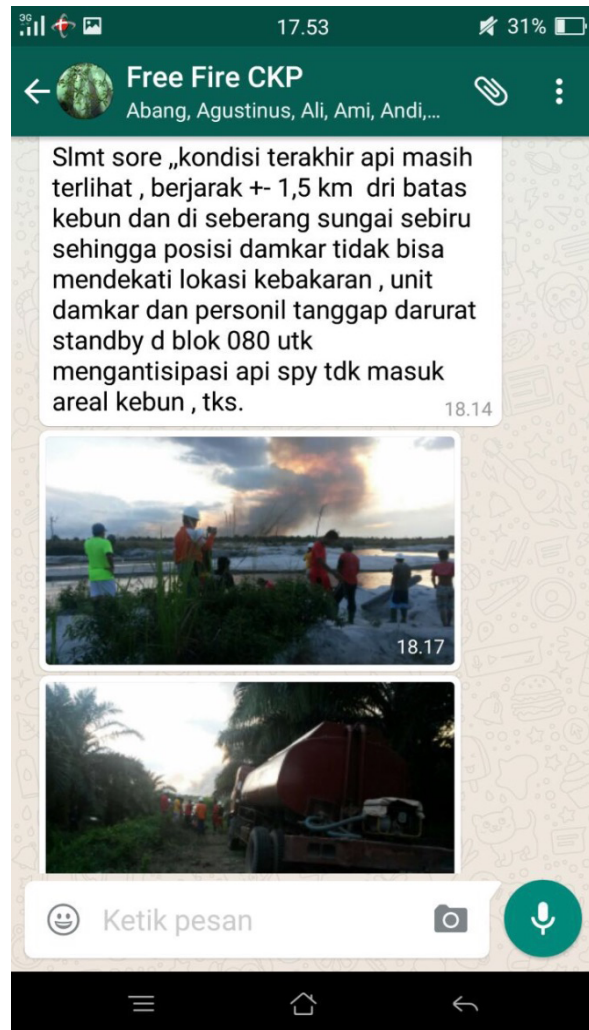 3G
17.53
31%
Free Fire CKP
Abang, Agustinus, Ali, Ami, Andi,...
Slmt sore ,,kondisi terakhir api masih
terlihat , berjarak +- 1,5 km dri batas
kebun dan di seberang sungai sebiru
sehingga posisi damkar tidak bisa
mendekati lokasi kebakaran , unit
damkar dan personil tanggap darurat
standby d blok 080 utk
mengantisipasi api spy tdk masuk
areal kebun , tks.
18.14
18.17
Ketik pesan